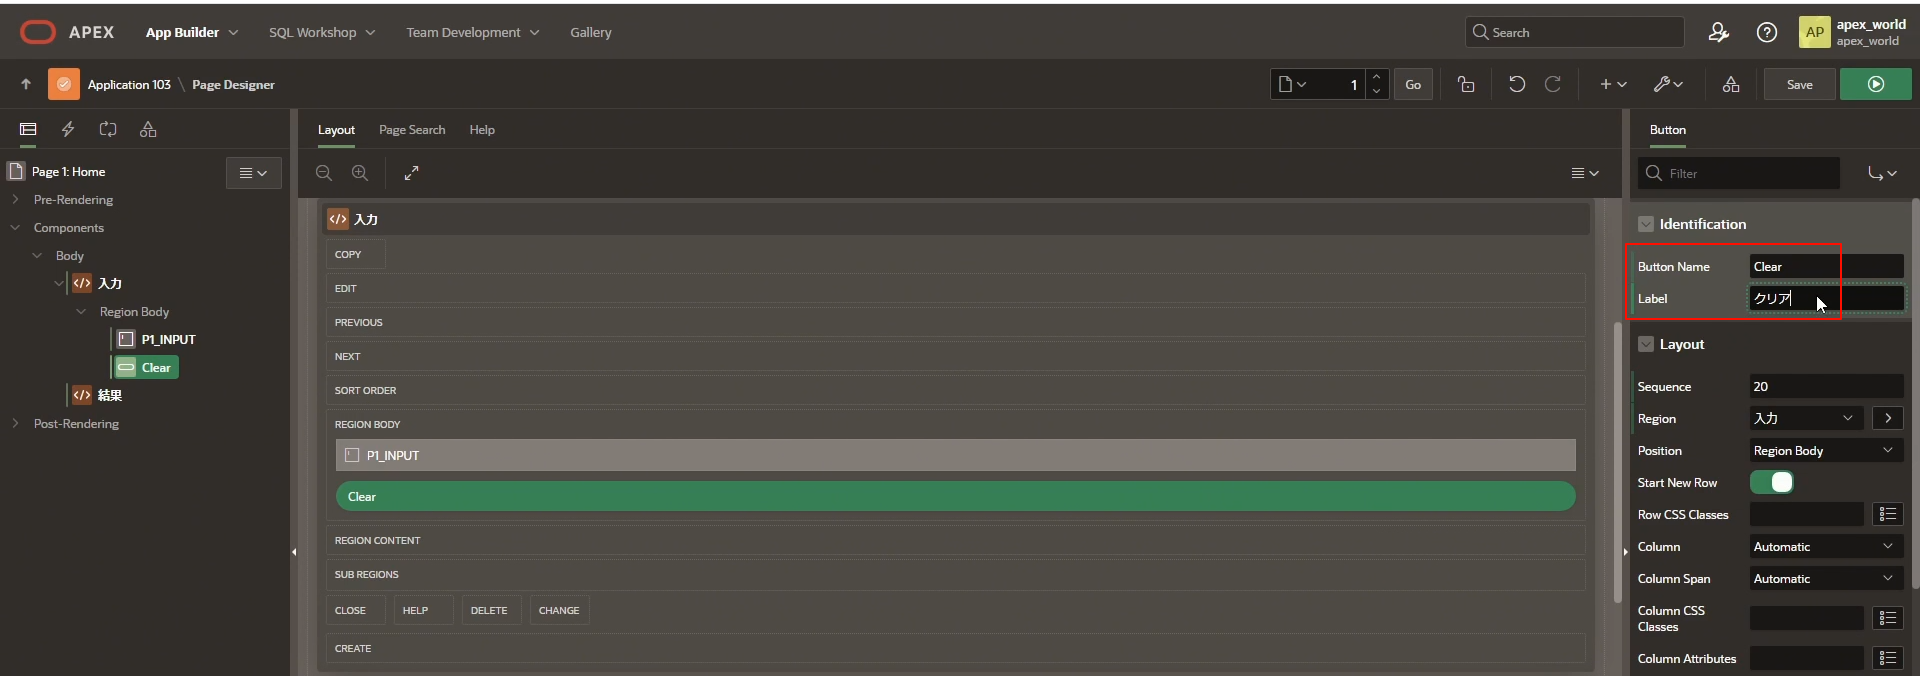 APEX
App Builder
SQL Workshop
Team Development
Gallery
Search
AP
apex_world
apex_world
Application 103 \ Page Designer
1
Go
Save
Page 1: Home
Pre-Rendering
Components
Body
入力
Region Body
P1_INPUT
Clear
結果
Post-Rendering
Layout
Page Search
Help
入力
COPY
EDIT
PREVIOUS
NEXT
SORT ORDER
REGION BODY
P1_INPUT
Clear
REGION CONTENT
SUB REGIONS
CLOSE
HELP
DELETE
CHANGE
CREATE
Button
Filter
Identification
Button Name Clear
Label クリア
Layout
Sequence 20
Region 入力
Position Region Body
Start New Row
Row CSS Classes
Column Automatic
Column Span Automatic
Column CSS
Classes
Column Attributes